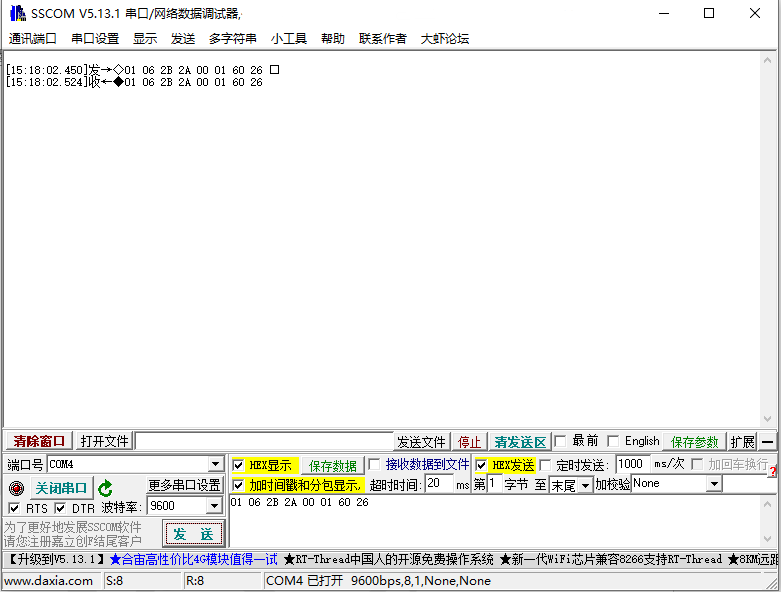 SSCOM V5.13.1 串口/网络数据调试器,
通讯端口 串口设置 显示 发送 多字符串 小工具 帮助 联系作者 大虾论坛
[15:18:02.450]发→◇01 06 2B 2A 00 01 60 26 □
[15:18:02.524]收←◆01 06 2B 2A 00 01 60 26
清除窗口 打开文件 发送文件 停止 清发送区 最前 English 保存参数 扩展 —
端口号 COM4 HEX显示 保存数据 接收数据到文件 HEX发送 定时发送: 1000 ms/次 加回车换行
关闭串口 更多串口设置 加时间戳和分包显示, 超时时间: 20 ms 第 1 字节 至 末尾 加校验 None ?
RTS DTR 波特率: 9600 01 06 2B 2A 00 01 60 26
为了更好地发展SSCOM软件
请您注册嘉立创F结尾客户
发 送
【升级到V5.13.1】★合宙高性价比4G模块值得一试 ★RT-Thread中国人的开源免费操作系统 ★新一代WiFi芯片兼容8266支持RT-Thread ★8KM远距
www.daxia.com S:8 R:8 COM4 已打开 9600bps,8,1,None,None